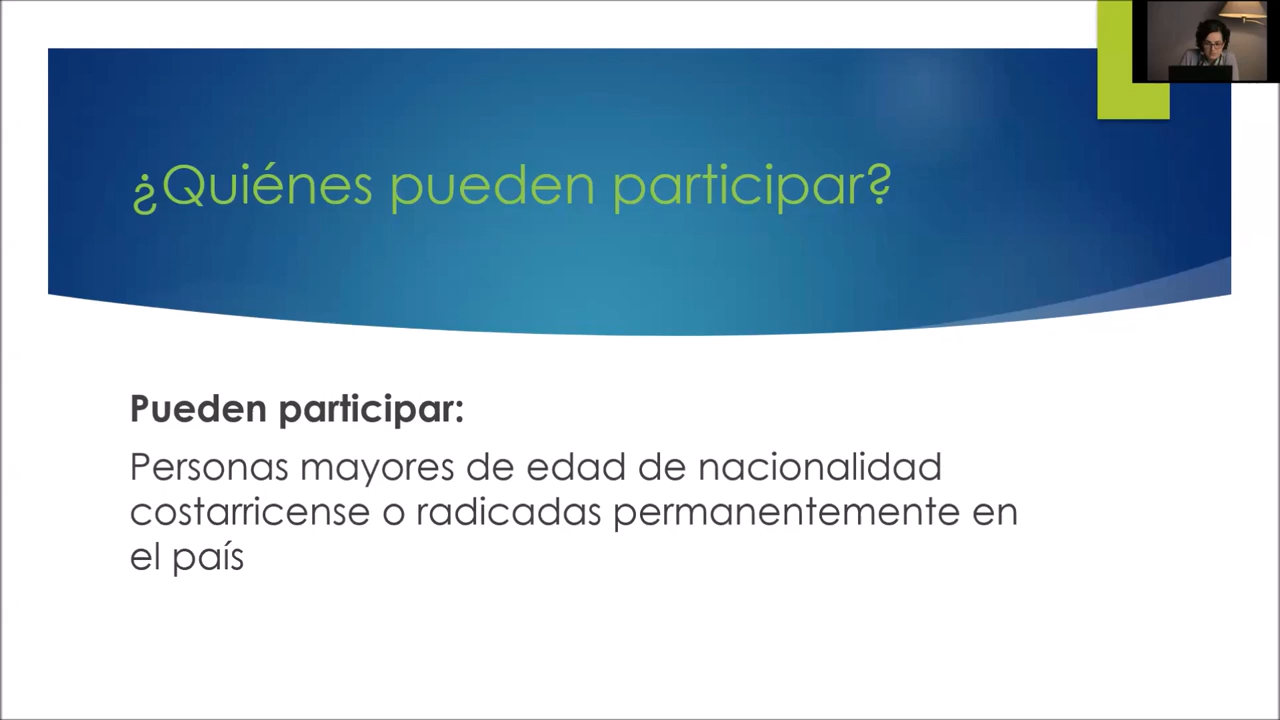 ¿Quiénes pueden participar?
Pueden participar:
Personas mayores de edad de nacionalidad
costarricense o radicadas permanentemente en
el país